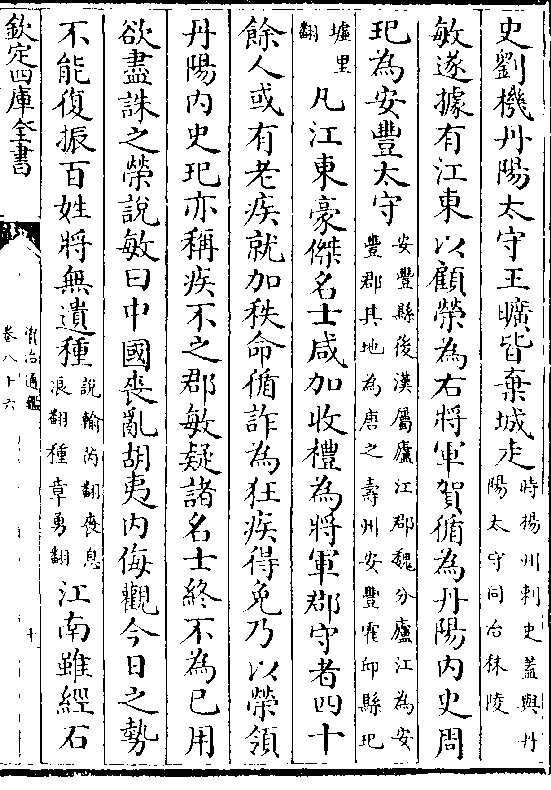 史劉機丹陽太守王曠皆棄城走時楊州刺史蓋與丹陽太守同治秣陵
敏遂據有江東以顧榮為右將軍賀循為丹陽内史周
玘為安豐太守安豐縣後漢屬廬江郡魏分廬江為安豐郡其地為唐之壽州安豐霍邱縣玘
墟里翻凡江東豪傑名士咸加收禮為將軍郡守者四十
餘人或有老疾就加秩命循詐為狂疾得免乃以榮領
丹陽内史玘亦稱疾不之郡敏疑諸名士終不為己用
欲盡誅之榮說敏曰中國喪亂胡夷内侮觀今日之勢
不能復振百姓將無遺種說輸芮翻喪息浪翻種章勇翻江南雖經石
欽定四庫全書
資治通鑑
卷八十六
十